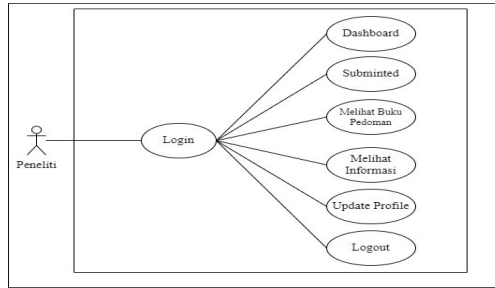 Dashboard
Subminted
Melihat Buku
Pedoman
Login
Melihat
Informasi
Peneliti
Update Profile
Logout